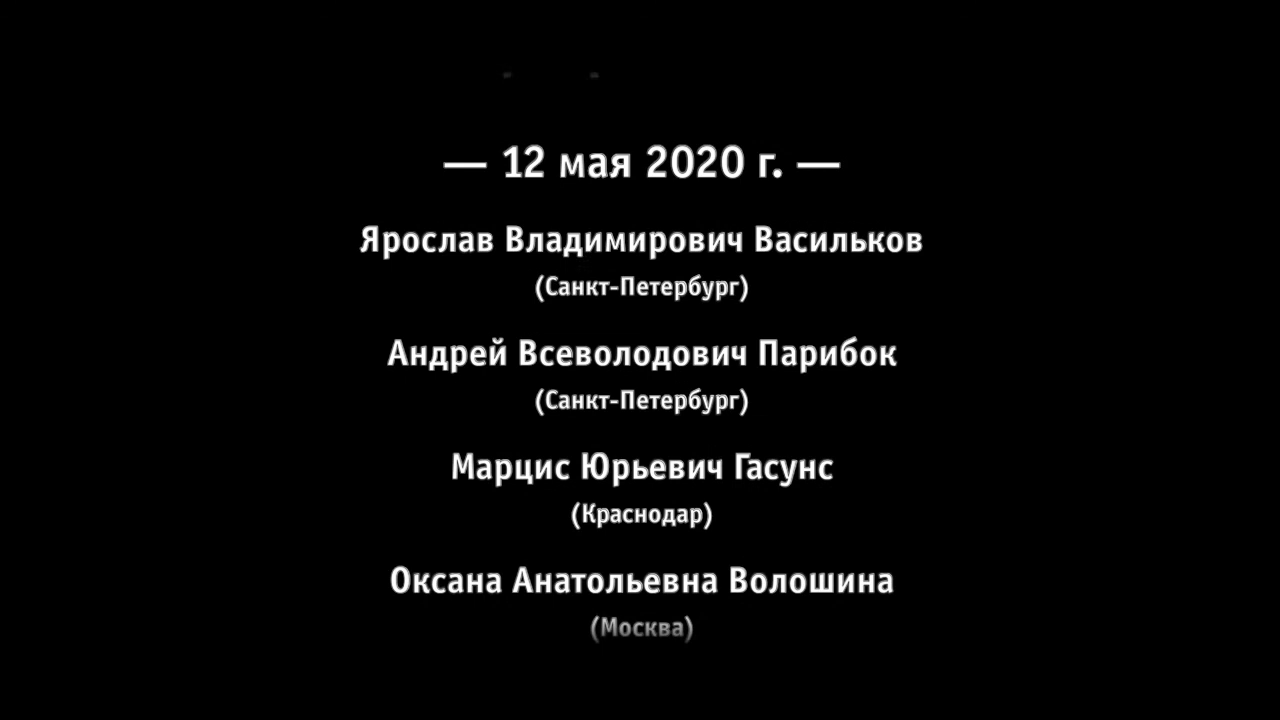 — 12 мая 2020 г. —
Ярослав Владимирович Васильков
(Санкт-Петербург)
Андрей Всеволодович Парибок
(Санкт-Петербург)
Марцис Юрьевич Гасунс
(Краснодар)
Оксана Анатольевна Волошина
(Москва)